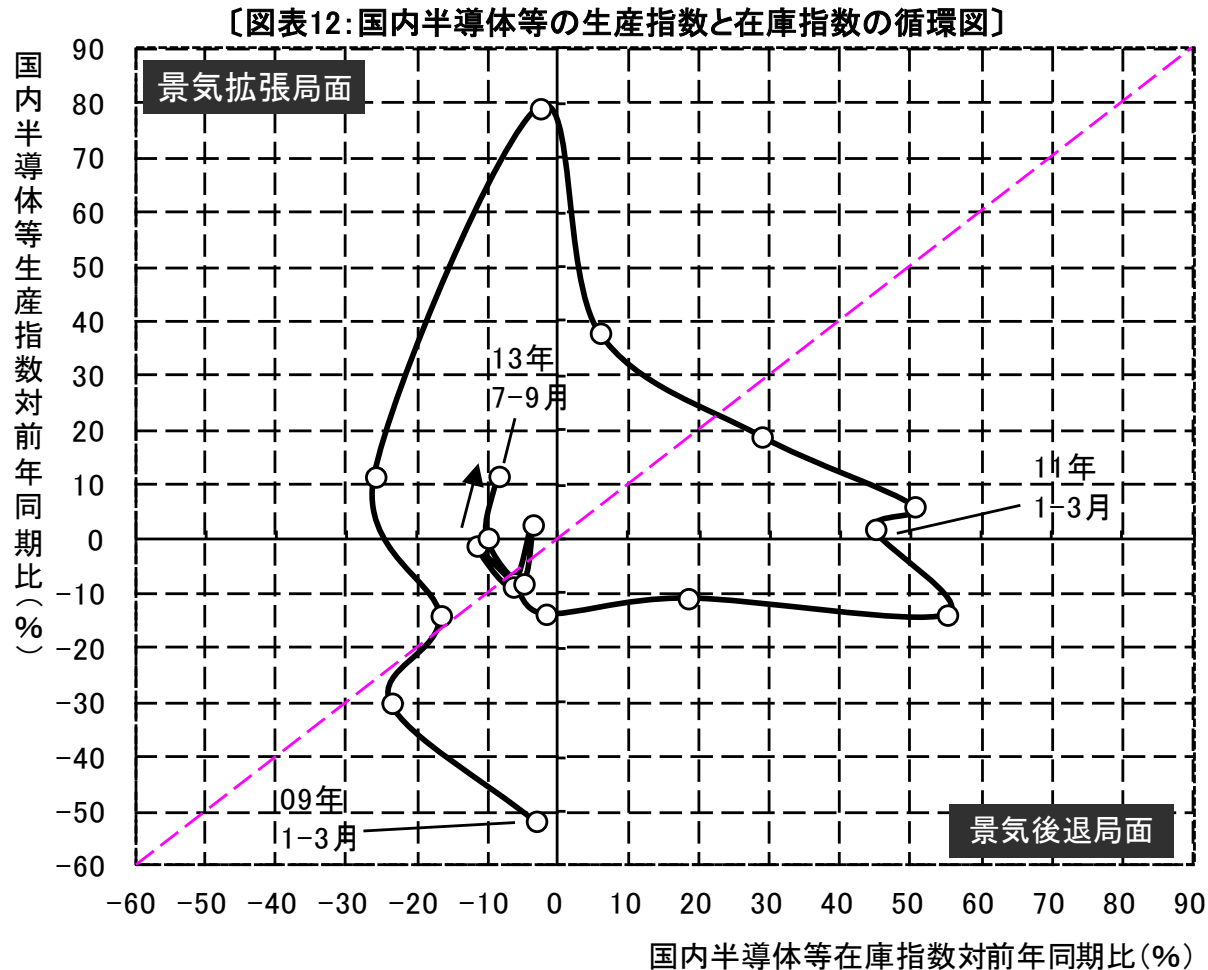 〔図表12:国内半導体等の生産指数と在庫指数の循環図〕
国内半導体等生産指数対前年同期比(%)
90
80
70
60
50
40
30
20
10
0
-10
-20
-30
-40
-50
-60
景気拡張局面
13年
7-9月
11年
1-3月
09年
1-3月
景気後退局面
-60 -50 -40 -30 -20 -10 0 10 20 30 40 50 60 70 80 90
国内半導体等在庫指数対前年同期比(%)